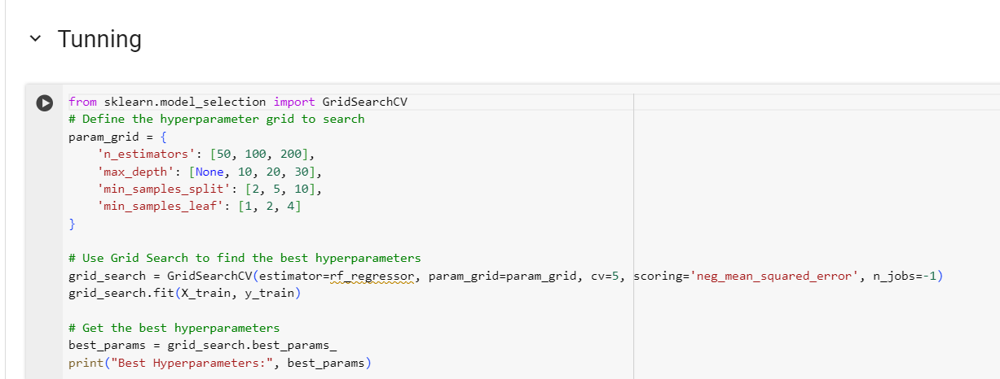 Tunning
from sklearn.model_selection import GridSearchCV
# Define the hyperparameter grid to search
param_grid = {
    'n_estimators': [50, 100, 200],
    'max_depth': [None, 10, 20, 30],
    'min_samples_split': [2, 5, 10],
    'min_samples_leaf': [1, 2, 4]
}
# Use Grid Search to find the best hyperparameters
grid_search = GridSearchCV(estimator=rf_regressor, param_grid=param_grid, cv=5, scoring='neg_mean_squared_error', n_jobs=-1)
grid_search.fit(X_train, y_train)
# Get the best hyperparameters
best_params = grid_search.best_params_
print("Best Hyperparameters:", best_params)